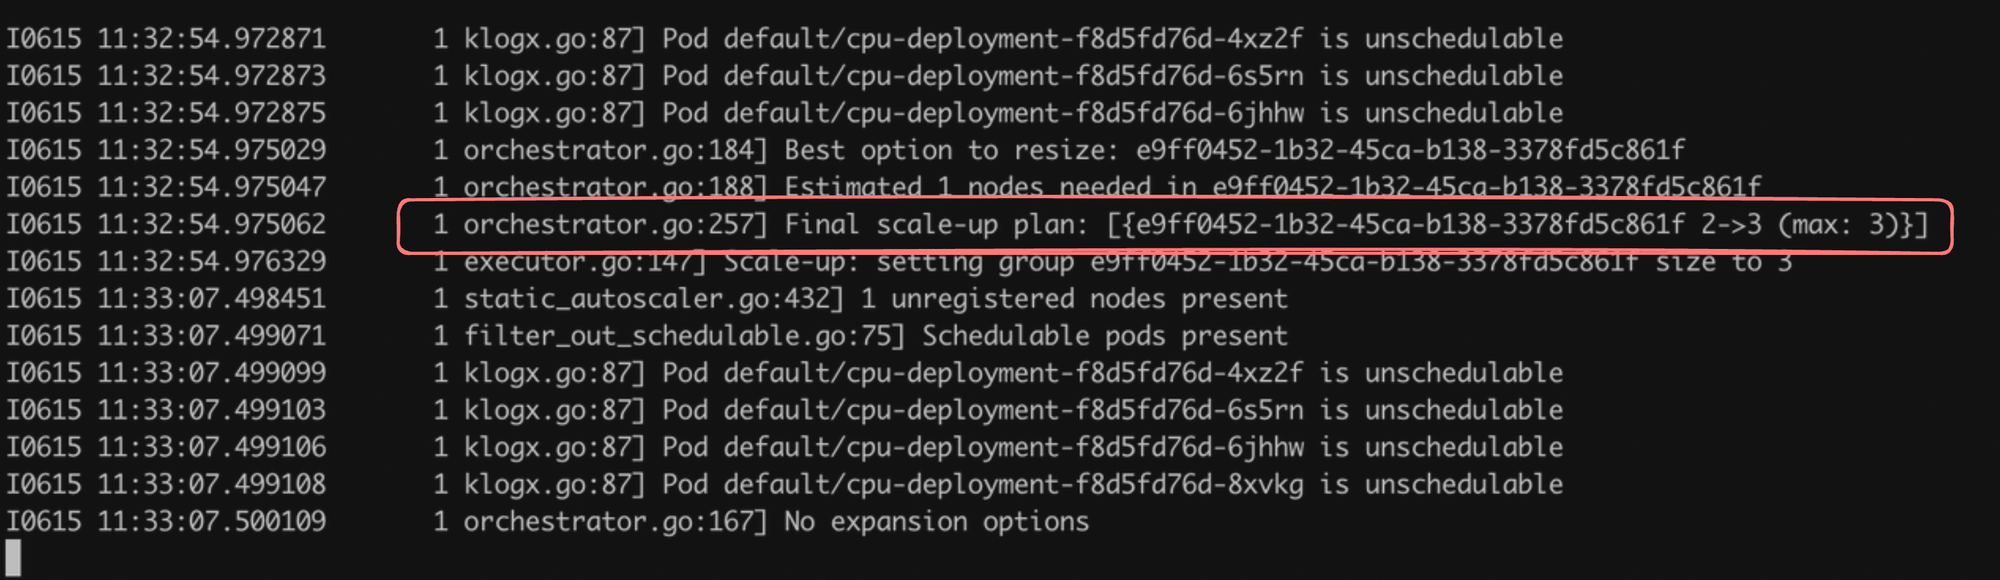 I0615 11:32:54.972871       1 klogx.go:87] Pod default/cpu-deployment-f8d5fd76d-4xz2f is unschedulable
I0615 11:32:54.972873       1 klogx.go:87] Pod default/cpu-deployment-f8d5fd76d-6s5rn is unschedulable
I0615 11:32:54.972875       1 klogx.go:87] Pod default/cpu-deployment-f8d5fd76d-6jhhw is unschedulable
I0615 11:32:54.975029       1 orchestrator.go:184] Best option to resize: e9ff0452-1b32-45ca-b138-3378fd5c861f
I0615 11:32:54.975047       1 orchestrator.go:188] Estimated 1 nodes needed in e9ff0452-1b32-45ca-b138-3378fd5c861f
I0615 11:32:54.975062       1 orchestrator.go:257] Final scale-up plan: [{e9ff0452-1b32-45ca-b138-3378fd5c861f 2->3 (max: 3)}]
I0615 11:32:54.976329       1 executor.go:147] Scale-up: setting group e9ff0452-1b32-45ca-b138-3378fd5c861f size to 3
I0615 11:33:07.498451       1 static_autoscaler.go:432] 1 unregistered nodes present
I0615 11:33:07.499071       1 filter_out_schedulable.go:75] Schedulable pods present
I0615 11:33:07.499099       1 klogx.go:87] Pod default/cpu-deployment-f8d5fd76d-4xz2f is unschedulable
I0615 11:33:07.499103       1 klogx.go:87] Pod default/cpu-deployment-f8d5fd76d-6s5rn is unschedulable
I0615 11:33:07.499106       1 klogx.go:87] Pod default/cpu-deployment-f8d5fd76d-6jhhw is unschedulable
I0615 11:33:07.499108       1 klogx.go:87] Pod default/cpu-deployment-f8d5fd76d-8xvkg is unschedulable
I0615 11:33:07.500109       1 orchestrator.go:167] No expansion options